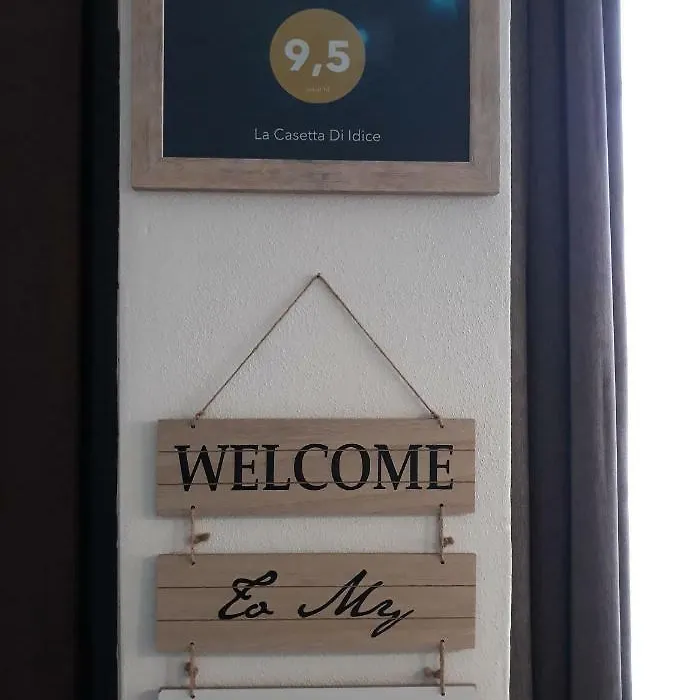 9,5
La Casetta Di Idice
WELCOME
To My